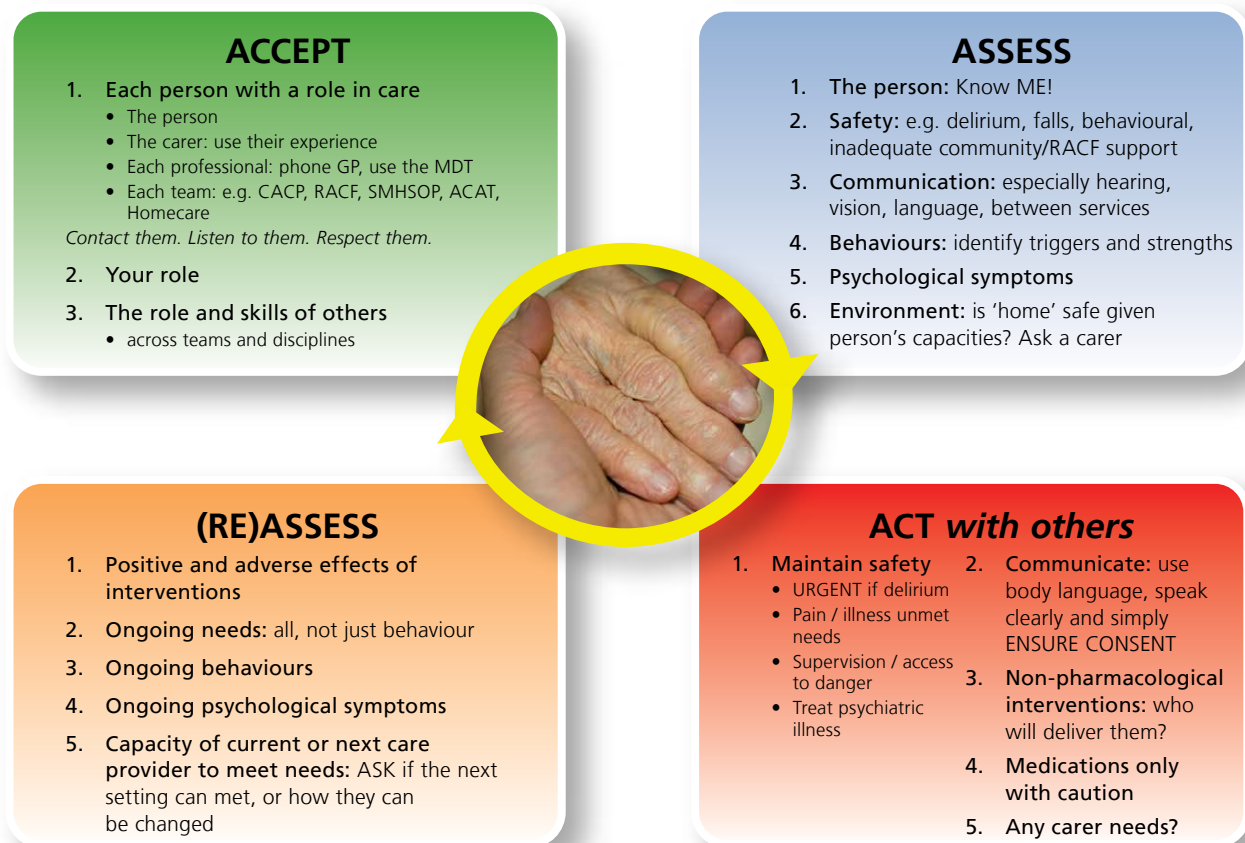 ACCEPT
1. Each person with a role in care
• The person
• The carer: use their experience
• Each professional: phone GP, use the MDT
• Each team: e.g. CACP, RACF, SMHSOP, ACAT,
Homecare
Contact them. Listen to them. Respect them.
2. Your role
3. The role and skills of others
• across teams and disciplines
ASSESS
1. The person: Know ME!
2. Safety: e.g. delirium, falls, behavioural,
inadequate community/RACF support
3. Communication: especially hearing,
vision, language, between services
4. Behaviours: identify triggers and strengths
5. Psychological symptoms
6. Environment: is ‘home’ safe given
person’s capacities? Ask a carer
(RE)ASSESS
1. Positive and adverse effects of
interventions
2. Ongoing needs: all, not just behaviour
3. Ongoing behaviours
4. Ongoing psychological symptoms
5. Capacity of current or next care
provider to meet needs: ASK if the next
setting can met, or how they can
be changed
ACT with others
1. Maintain safety
• URGENT if delirium
• Pain / illness unmet
needs
• Supervision / access
to danger
• Treat psychiatric
illness
2. Communicate: use
body language, speak
clearly and simply
ENSURE CONSENT
3. Non-pharmacological
interventions: who
will deliver them?
4. Medications only
with caution
5. Any carer needs?